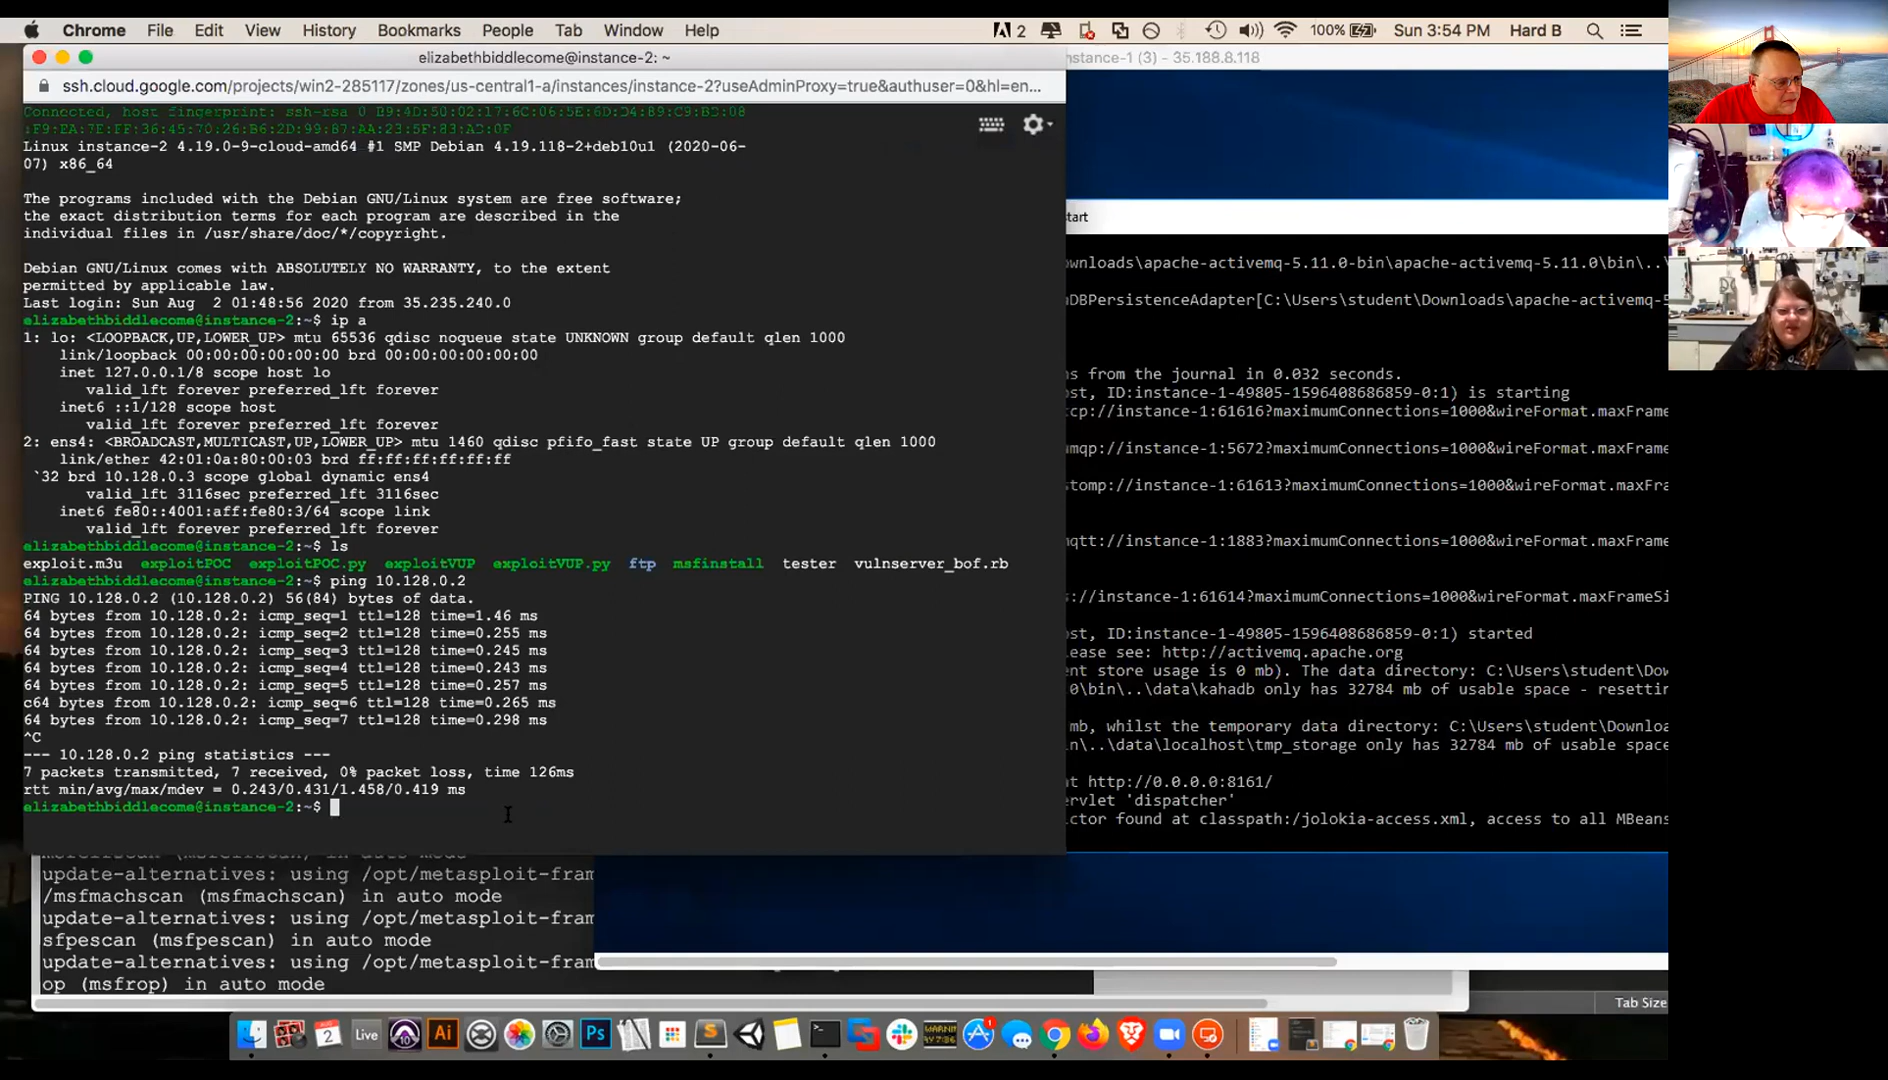 Chrome File Edit View History Bookmarks People Tab Window Help
2 100% Sun 3:54 PM Hard B
elizabethbiddlecome@instance-2: ~
instance-1 (3) - 35.188.8.118
ssh.cloud.google.com/projects/win2-285117/zones/us-central1-a/instances/instance-2?useAdminProxy=true&authuser=0&hl=en...
Connected, host fingerprint: ssh-rsa 0
Linux instance-2 4.19.0-9-cloud-amd64 #1 SMP Debian 4.19.118-2+deb10u1 (2020-06-
07) x86_64
The programs included with the Debian GNU/Linux system are free software;
the exact distribution terms for each program are described in the
individual files in /usr/share/doc/*/copyright.
Debian GNU/Linux comes with ABSOLUTELY NO WARRANTY, to the extent
permitted by applicable law.
Last login: Sun Aug  2 01:48:56 2020 from 35.235.240.0
elizabethbiddlecome@instance-2:~$ ip a
1: lo: <LOOPBACK,UP,LOWER_UP> mtu 65536 qdisc noqueue state UNKNOWN group default qlen 1000
link/loopback 00:00:00:00:00:00 brd 00:00:00:00:00:00
inet 127.0.0.1/8 scope host lo
valid_lft forever preferred_lft forever
inet6 ::1/128 scope host
valid_lft forever preferred_lft forever
2: ens4: <BROADCAST,MULTICAST,UP,LOWER_UP> mtu 1460 qdisc pfifo_fast state UP group default qlen 1000
link/ether 42:01:0a:80:00:03 brd ff:ff:ff:ff:ff:ff
`32 brd 10.128.0.3 scope global dynamic ens4
valid_lft 3116sec preferred_lft 3116sec
inet6 fe80::4001:aff:fe80:3/64 scope link
valid_lft forever preferred_lft forever
elizabethbiddlecome@instance-2:~$ ls
exploit.m3u exploitPOC exploitPOC.py exploitVUP exploitVUP.py ftp msfinstall tester vulnserver_bof.rb
elizabethbiddlecome@instance-2:~$ ping 10.128.0.2
PING 10.128.0.2 (10.128.0.2) 56(84) bytes of data.
64 bytes from 10.128.0.2: icmp_seq=1 ttl=128 time=1.46 ms
64 bytes from 10.128.0.2: icmp_seq=2 ttl=128 time=0.255 ms
64 bytes from 10.128.0.2: icmp_seq=3 ttl=128 time=0.245 ms
64 bytes from 10.128.0.2: icmp_seq=4 ttl=128 time=0.243 ms
64 bytes from 10.128.0.2: icmp_seq=5 ttl=128 time=0.257 ms
c64 bytes from 10.128.0.2: icmp_seq=6 ttl=128 time=0.265 ms
64 bytes from 10.128.0.2: icmp_seq=7 ttl=128 time=0.298 ms
^C
--- 10.128.0.2 ping statistics ---
7 packets transmitted, 7 received, 0% packet loss, time 126ms
rtt min/avg/max/mdev = 0.243/0.431/1.458/0.419 ms
elizabethbiddlecome@instance-2:~$
tart
ownloads\apache-activemq-5.11.0-bin\apache-activemq-5.11.0\bin\..\
aDBPersistenceAdapter[C:\Users\student\Downloads\apache-activemq-5
ns from the journal in 0.032 seconds.
ost, ID:instance-1-49805-1596408686859-0:1) is starting
tcp://instance-1:61616?maximumConnections=1000&wireFormat.maxFrame
amqp://instance-1:5672?maximumConnections=1000&wireFormat.maxFrame
stomp://instance-1:61613?maximumConnections=1000&wireFormat.maxFra
mqtt://instance-1:1883?maximumConnections=1000&wireFormat.maxFrame
s://instance-1:61614?maximumConnections=1000&wireFormat.maxFrameSi
ost, ID:instance-1-49805-1596408686859-0:1) started
lease see: http://activemq.apache.org
ent store usage is 0 mb). The data directory: C:\Users\student\Dow
0\bin\..\data\kahadb only has 32784 mb of usable space - resetting
mb, whilst the temporary data directory: C:\Users\student\Downloa
in\..\data\localhost\tmp_storage only has 32784 mb of usable space
at http://0.0.0.0:8161/
ervlet 'dispatcher'
ctor found at classpath:/jolokia-access.xml, access to all MBeans
update-alternatives: using /opt/metasploit-fram
/msfmachscan (msfmachscan) in auto mode
update-alternatives: using /opt/metasploit-fram
sfpescan (msfpescan) in auto mode
update-alternatives: using /opt/metasploit-fram
op (msfrop) in auto mode
Tab Size
2 Live 10 Ai Ps 1